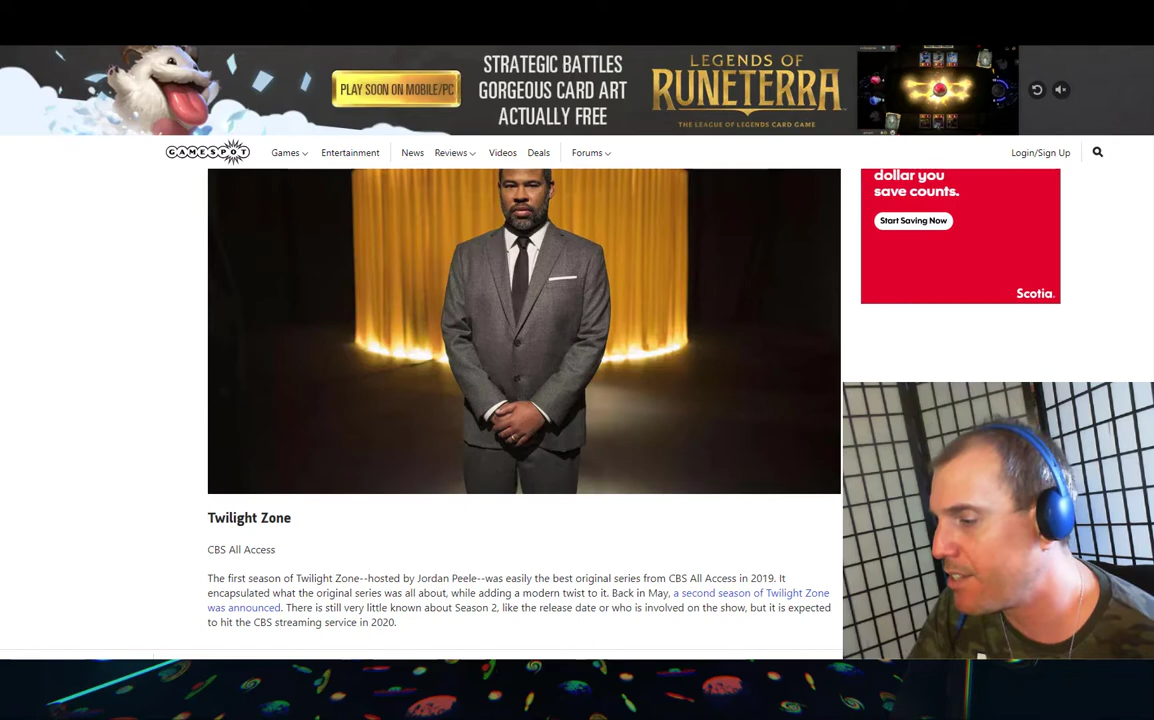 STRATEGIC BATTLES
GORGEOUS CARD ART
ACTUALLY FREE
PLAY SOON ON MOBILE/PC
LEGENDS OF
RUNETERRA
THE LEAGUE OF LEGENDS CARD GAME
GAMESPOT
Games
Entertainment
News
Reviews
Videos
Deals
Forums
Login/Sign Up
dollar you
save counts.
Start Saving Now
Scotia.
Twilight Zone
CBS All Access
The first season of Twilight Zone--hosted by Jordan Peele--was easily the best original series from CBS All Access in 2019. It
encapsulated what the original series was all about, while adding a modern twist to it. Back in May, a second season of Twilight Zone
was announced. There is still very little known about Season 2, like the release date or who is involved on the show, but it is expected
to hit the CBS streaming service in 2020.